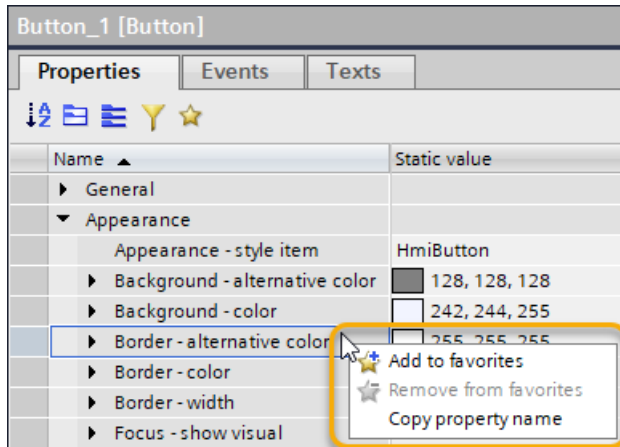 Button_1 [Button]
Properties Events Texts
Name Static value
General
Appearance
Appearance - style item HmiButton
Background - alternative color 128, 128, 128
Background - color 242, 244, 255
Border - alternative color 255, 255, 255
Border - color
Add to favorites
Remove from favorites
Border - width
Copy property name
Focus - show visual